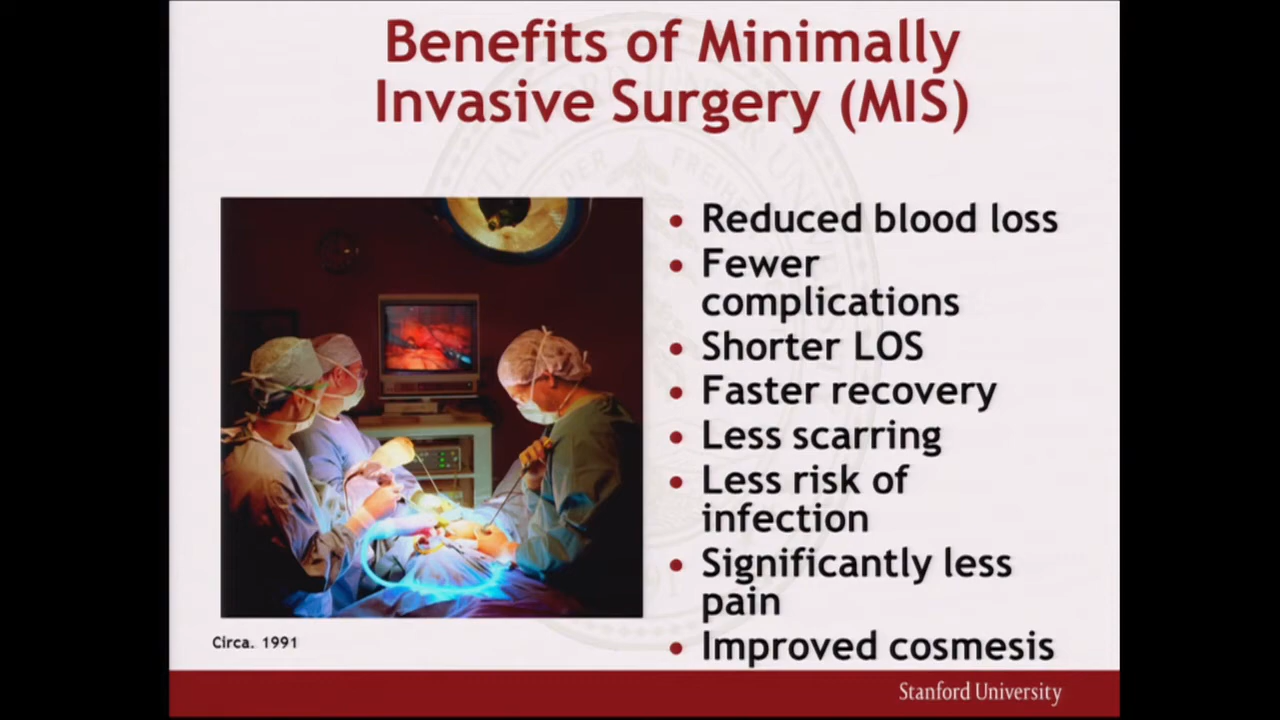 Benefits of Minimally
Invasive Surgery (MIS)
Reduced blood loss
Fewer
complications
Shorter LOS
Faster recovery
Less scarring
Less risk of
infection
Significantly less
pain
Improved cosmesis
Circa. 1991
Stanford University